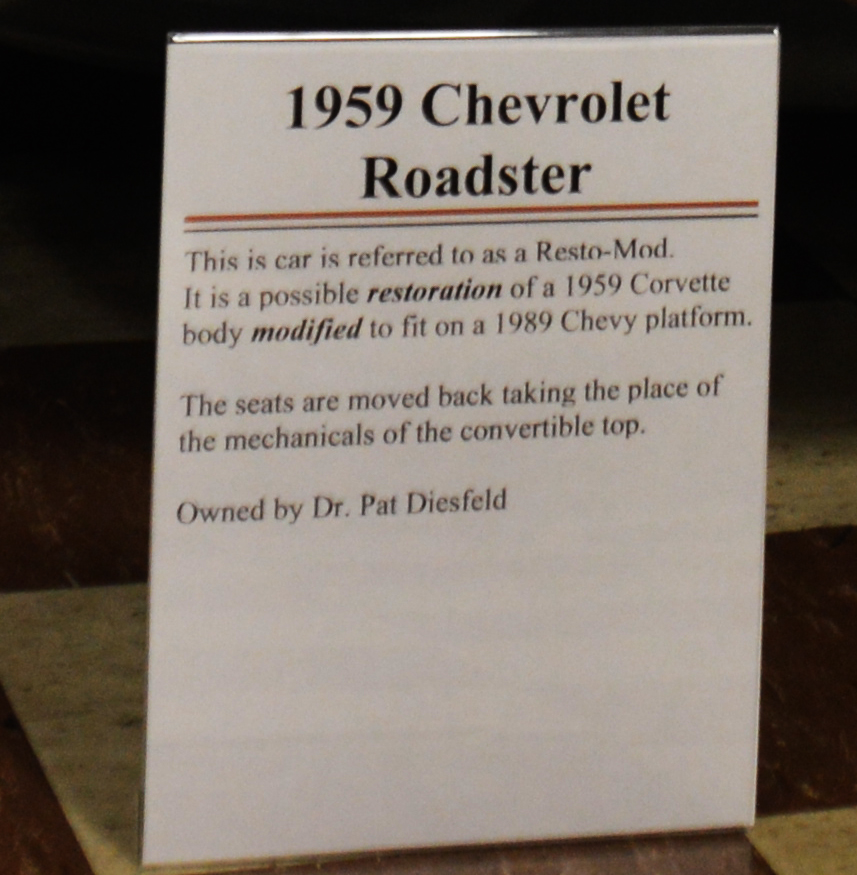 1959 Chevrolet
Roadster
This is car is referred to as a Resto-Mod.
It is a possible restoration of a 1959 Corvette
body modified to fit on a 1989 Chevy platform.
The seats are moved back taking the place of
the mechanicals of the convertible top.
Owned by Dr. Pat Diesfeld